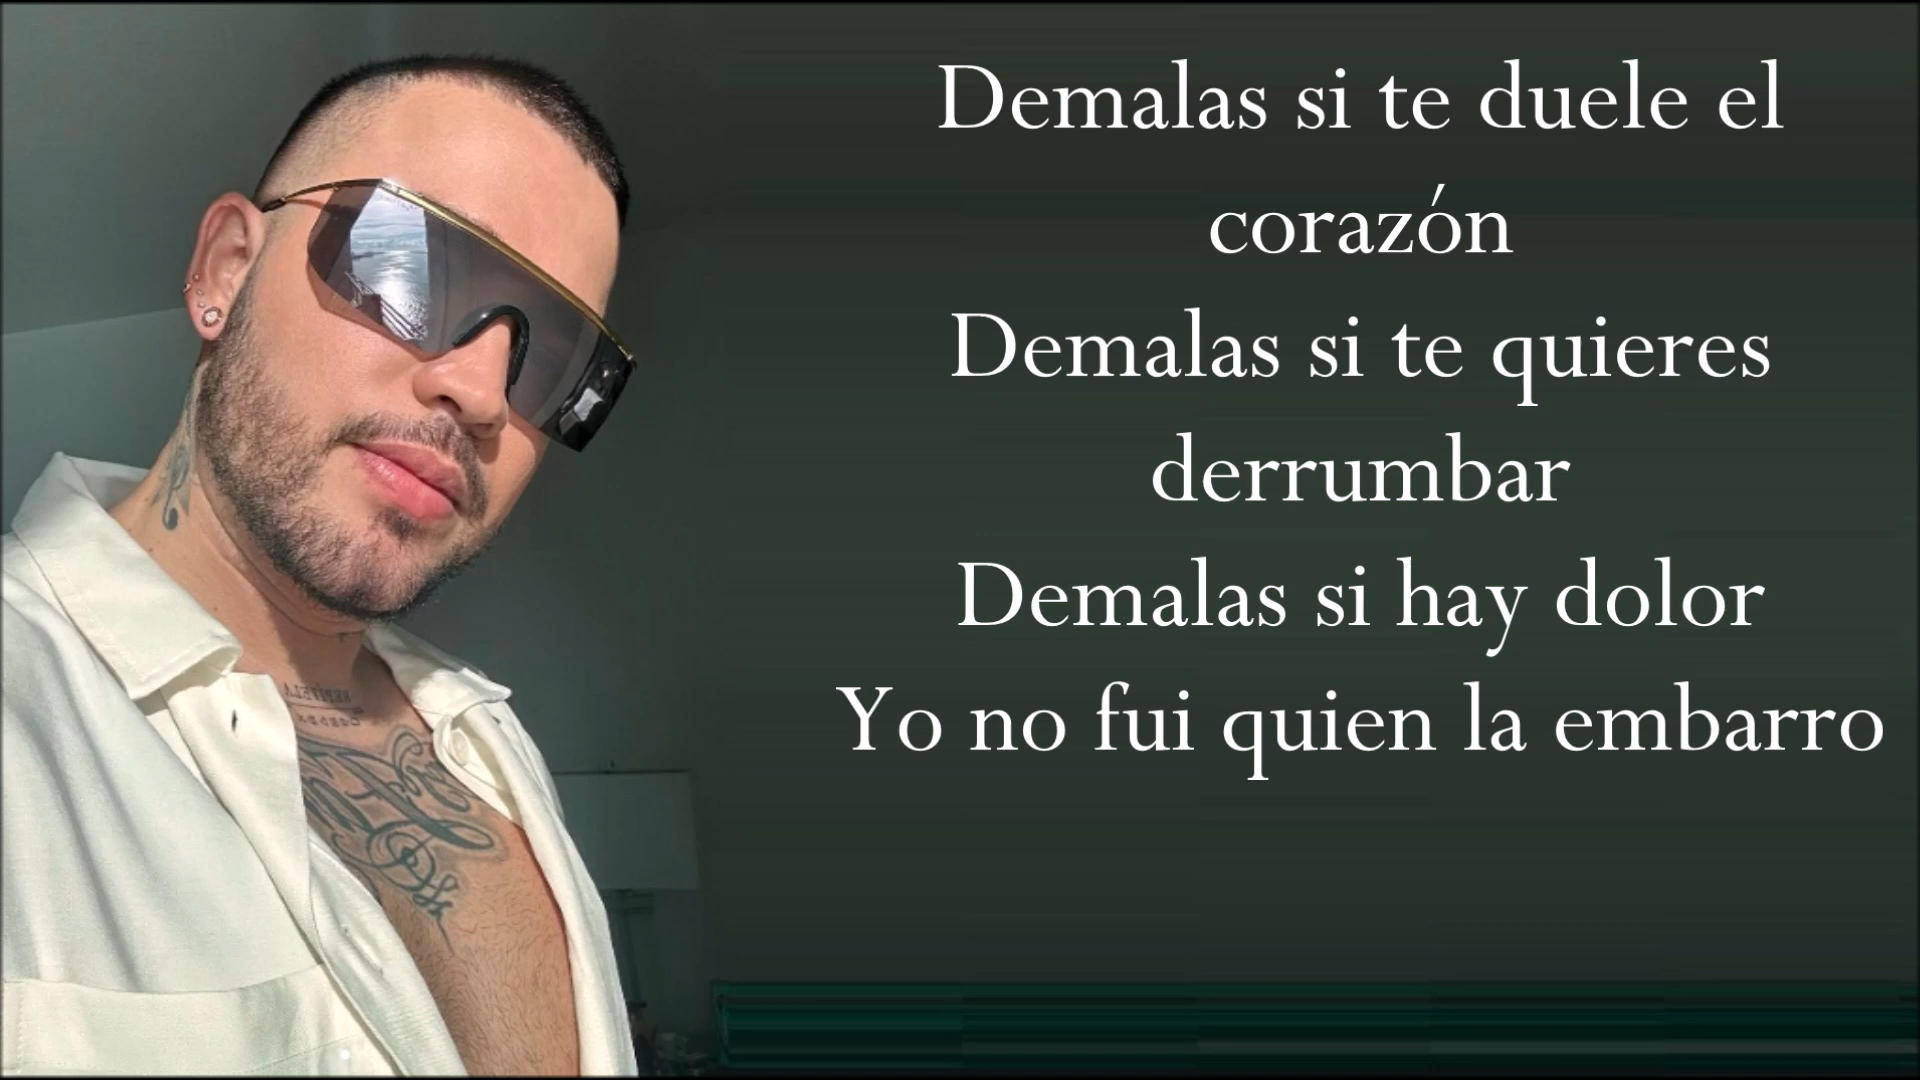 Demalas si te duele el
corazón
Demalas si te quieres
derrumbar
Demalas si hay dolor
Yo no fui quien la embarro